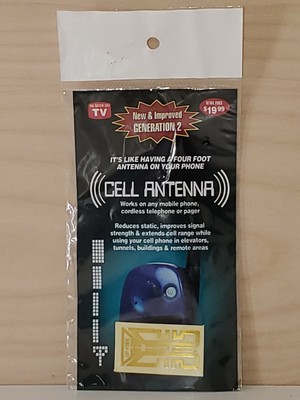 AS SEEN ON
TV
RETAIL PRICE
$19.99
New & Improved
GENERATION 2
IT'S LIKE HAVING A FOUR FOOT
ANTENNA ON YOUR PHONE
CELL ANTENNA
Works on any mobile phone,
cordless telephone or pager
Reduces static, improves signal
strength & extends cell range while
using your cell phone in elevators,
tunnels, buildings & remote areas